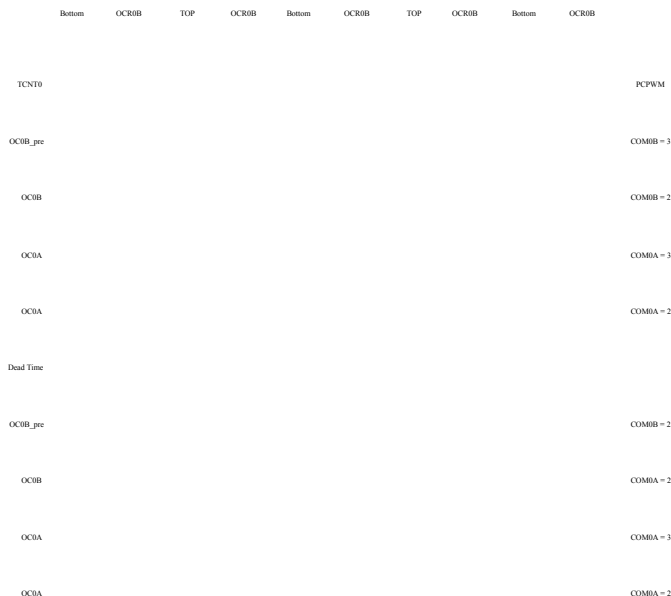 Bottom OCR0B TOP OCR0B Bottom OCR0B TOP OCR0B Bottom OCR0B
TCNT0 PCPWM
OC0B_pre COM0B = 3
OC0B COM0B = 2
OC0A COM0A = 3
OC0A COM0A = 2
Dead Time
OC0B_pre COM0B = 2
OC0B COM0A = 2
OC0A COM0A = 3
OC0A COM0A = 2